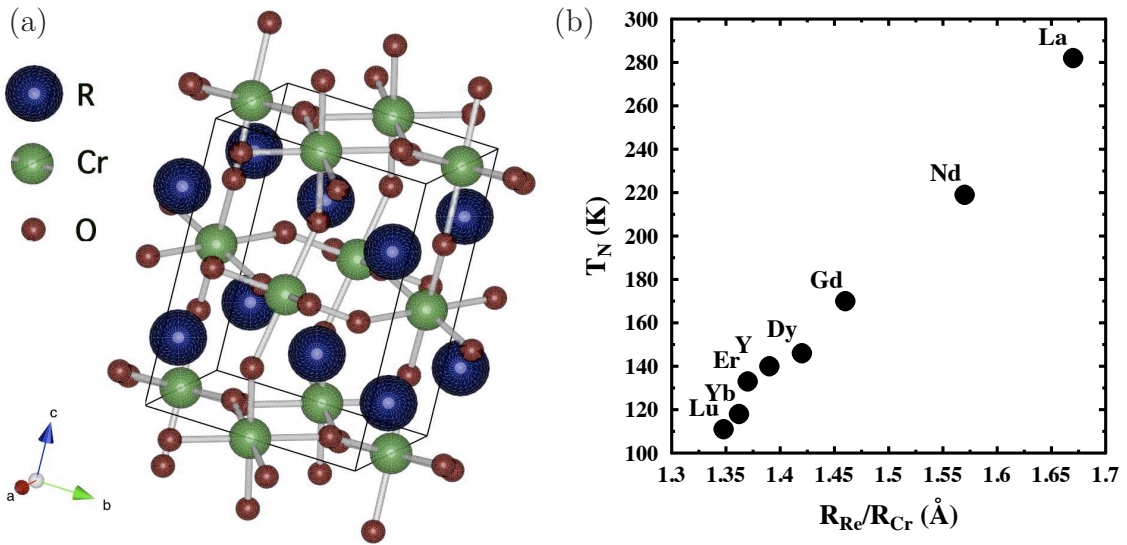 (a)
R
Cr
O
c
a
b
(b)
300
280
260
240
220
200
180
160
140
120
100
T_N (K)
La
Nd
Gd
Dy
Y
Er
Yb
Lu
1.3 1.35 1.4 1.45 1.5 1.55 1.6 1.65 1.7
R_Re/R_Cr (Å)